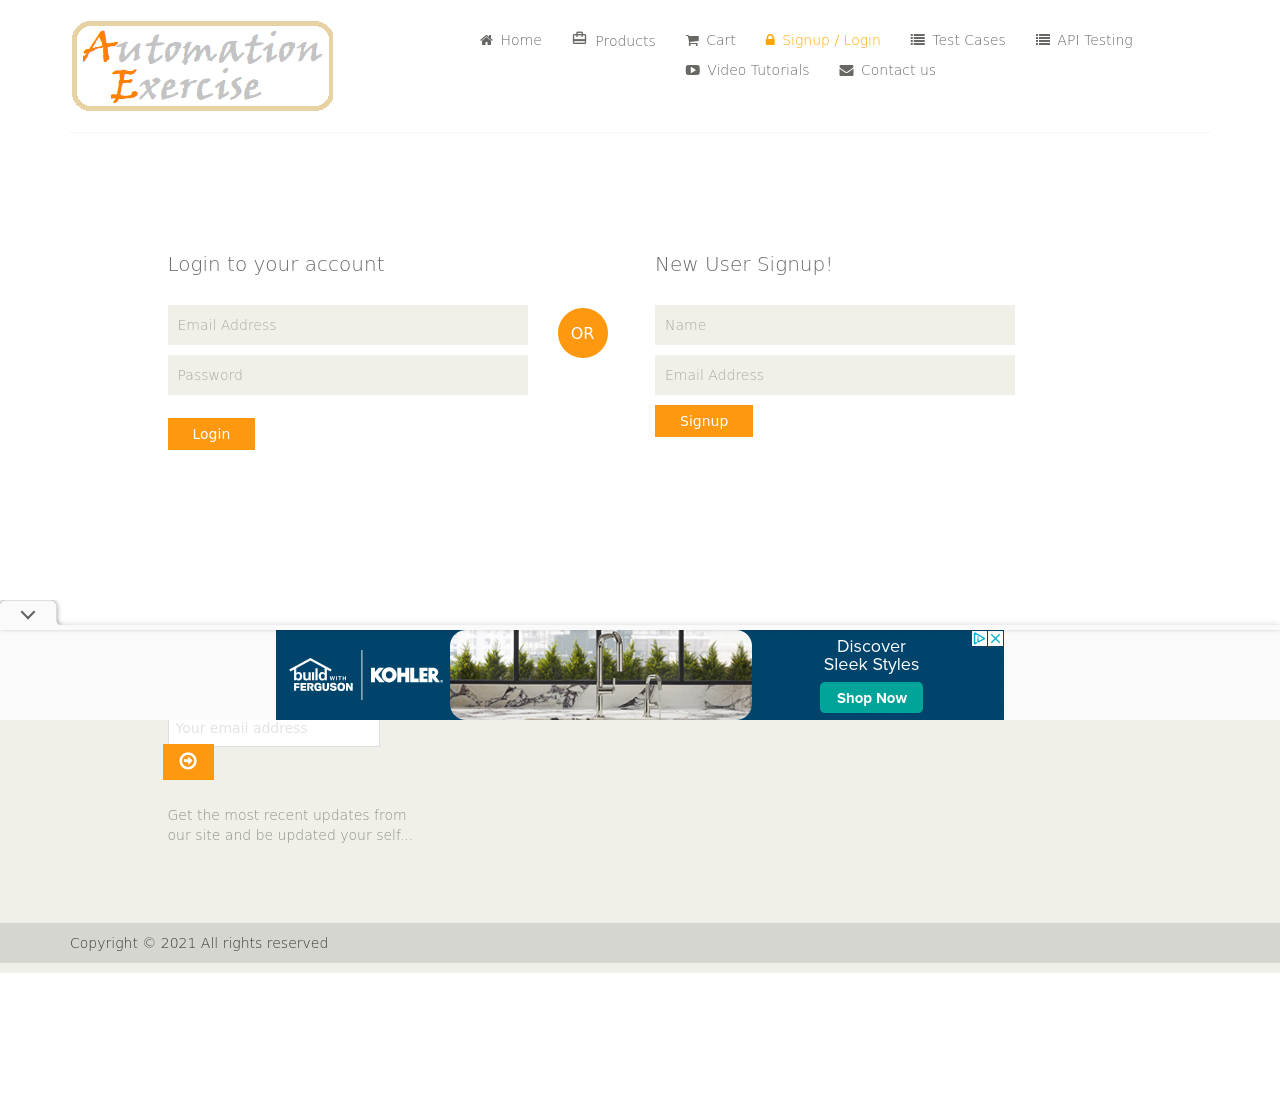 Automation
Exercise
Home
Products
Cart
Signup / Login
Test Cases
API Testing
Video Tutorials
Contact us
Login to your account
New User Signup!
Email Address
Name
OR
Password
Email Address
Login
Signup
build WITH
FERGUSON
KOHLER
Discover
Sleek Styles
Shop Now
Your email address
Get the most recent updates from
our site and be updated your self...
Copyright © 2021 All rights reserved